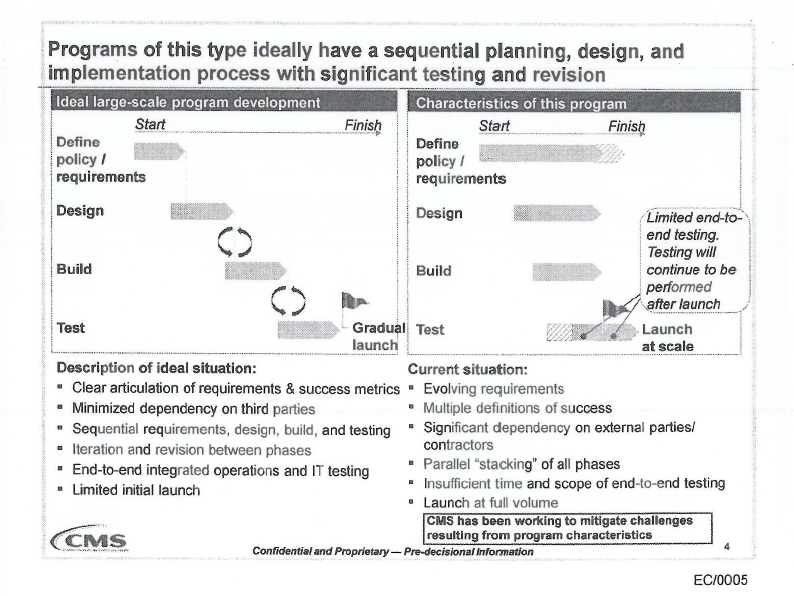 Programs of this type ideally have a sequential planning, design, and
implementation process with significant testing and revision
Ideal large-scale program development
Start
Finish
Define
policy /
requirements
Design
Build
Test
Gradual
launch
Description of ideal situation:
▪ Clear articulation of requirements & success metrics
▪ Minimized dependency on third parties
▪ Sequential requirements, design, build, and testing
▪ Iteration and revision between phases
▪ End-to-end integrated operations and IT testing
▪ Limited initial launch
Characteristics of this program
Start
Finish
Define
policy /
requirements
Design
Build
Test
Limited end-to-
end testing.
Testing will
continue to be
performed
after launch
Launch
at scale
Current situation:
▪ Evolving requirements
▪ Multiple definitions of success
▪ Significant dependency on external parties/
contractors
▪ Parallel "stacking" of all phases
▪ Insufficient time and scope of end-to-end testing
▪ Launch at full volume
CMS has been working to mitigate challenges
resulting from program characteristics
CMS
Confidential and Proprietary — Pre-decisional Information
4
EC/0005